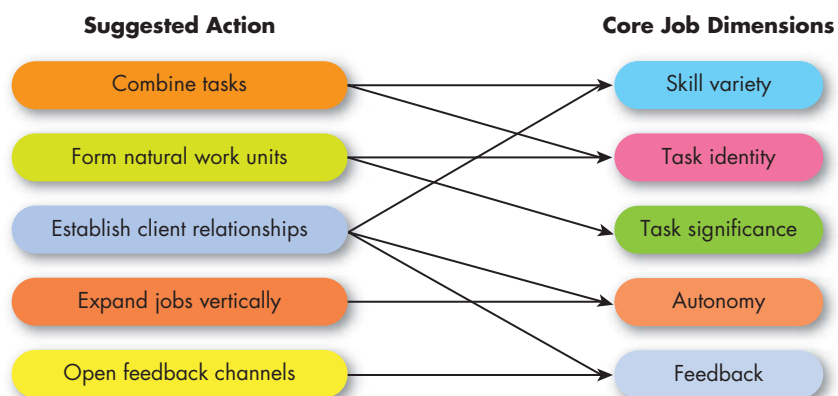 Suggested Action
Core Job Dimensions
Combine tasks
Skill variety
Form natural work units
Task identity
Establish client relationships
Task significance
Expand jobs vertically
Autonomy
Open feedback channels
Feedback